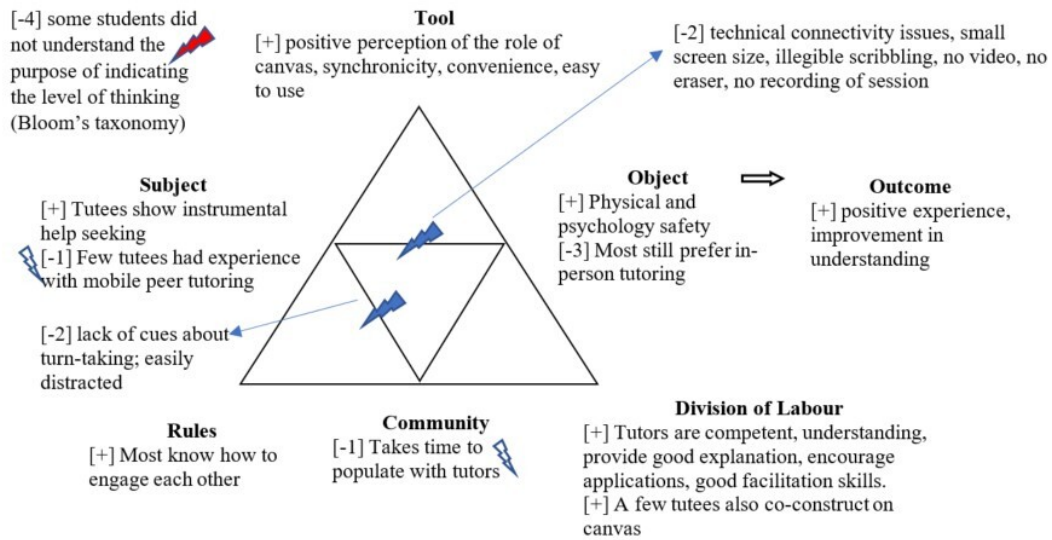 [-4] some students did
not understand the
purpose of indicating
the level of thinking
(Bloom's taxonomy)
Tool
[+] positive perception of the role of
canvas, synchronicity, convenience, easy
to use
[-2] technical connectivity issues, small
screen size, illegible scribbling, no video, no
eraser, no recording of session
Subject
[+] Tutees show instrumental
help seeking
[-1] Few tutees had experience
with mobile peer tutoring
[-2] lack of cues about
turn-taking; easily
distracted
Object
[+] Physical and
psychology safety
[-3] Most still prefer in-
person tutoring
Outcome
[+] positive experience,
improvement in
understanding
Rules
[+] Most know how to
engage each other
Community
[-1] Takes time to
populate with tutors
Division of Labour
[+] Tutors are competent, understanding,
provide good explanation, encourage
applications, good facilitation skills.
[+] A few tutees also co-construct on
canvas